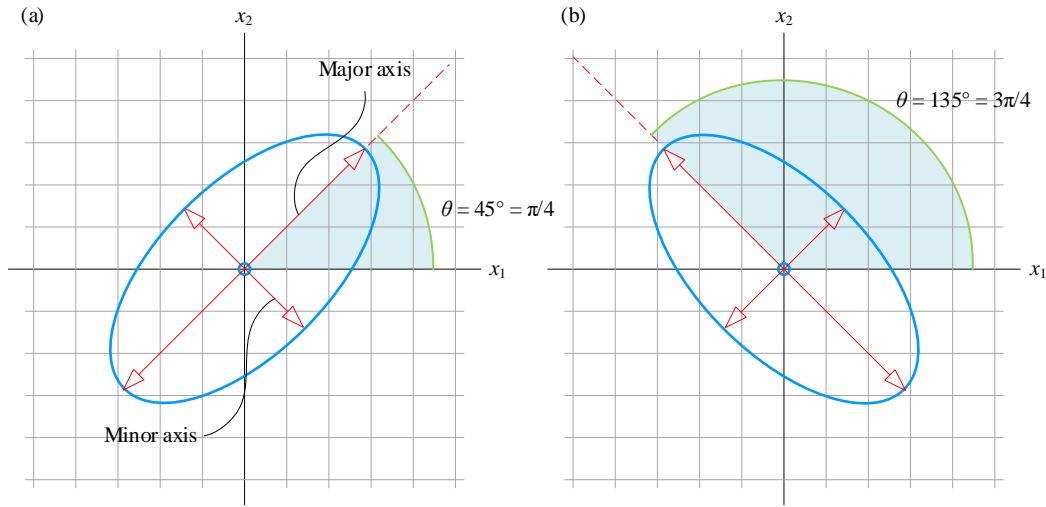 (a)
x₂
Major axis
θ = 45° = π/4
x₁
Minor axis
(b)
x₂
θ = 135° = 3π/4
x₁